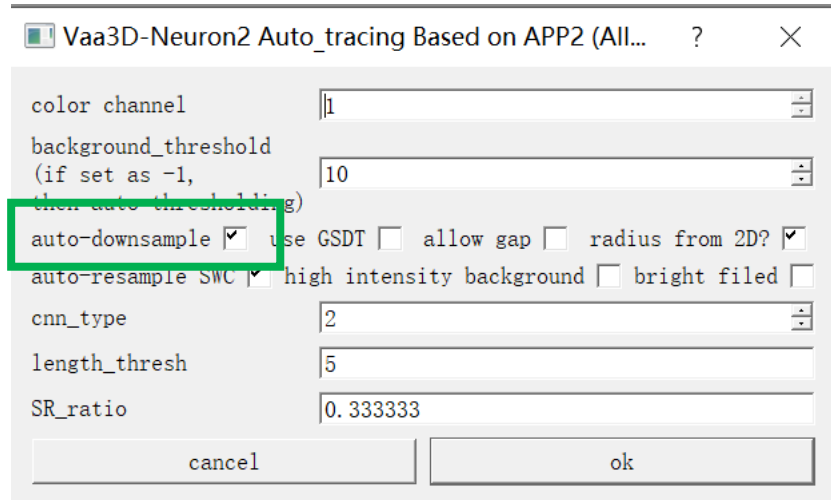 Vaa3D-Neuron2 Auto_tracing Based on APP2 (All... ?
color channel 1
background_threshold
(if set as -1, 10
then auto-thresholding)
auto-downsample use GSDT allow gap radius from 2D?
auto-resample SWC high intensity background bright filed
cnn_type 2
length_thresh 5
SR_ratio 0.333333
cancel ok